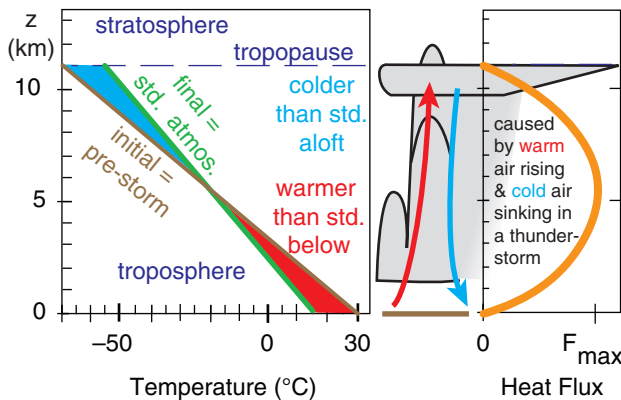 z
(km)
10
5
0
stratosphere
tropopause
final =
std. atmos.
initial =
pre-storm
colder
than std.
aloft
warmer
than std.
below
troposphere
−50
0
30
Temperature (°C)
caused
by warm
air rising
& cold air
sinking in
a thunder-
storm
0
Fmax
Heat Flux